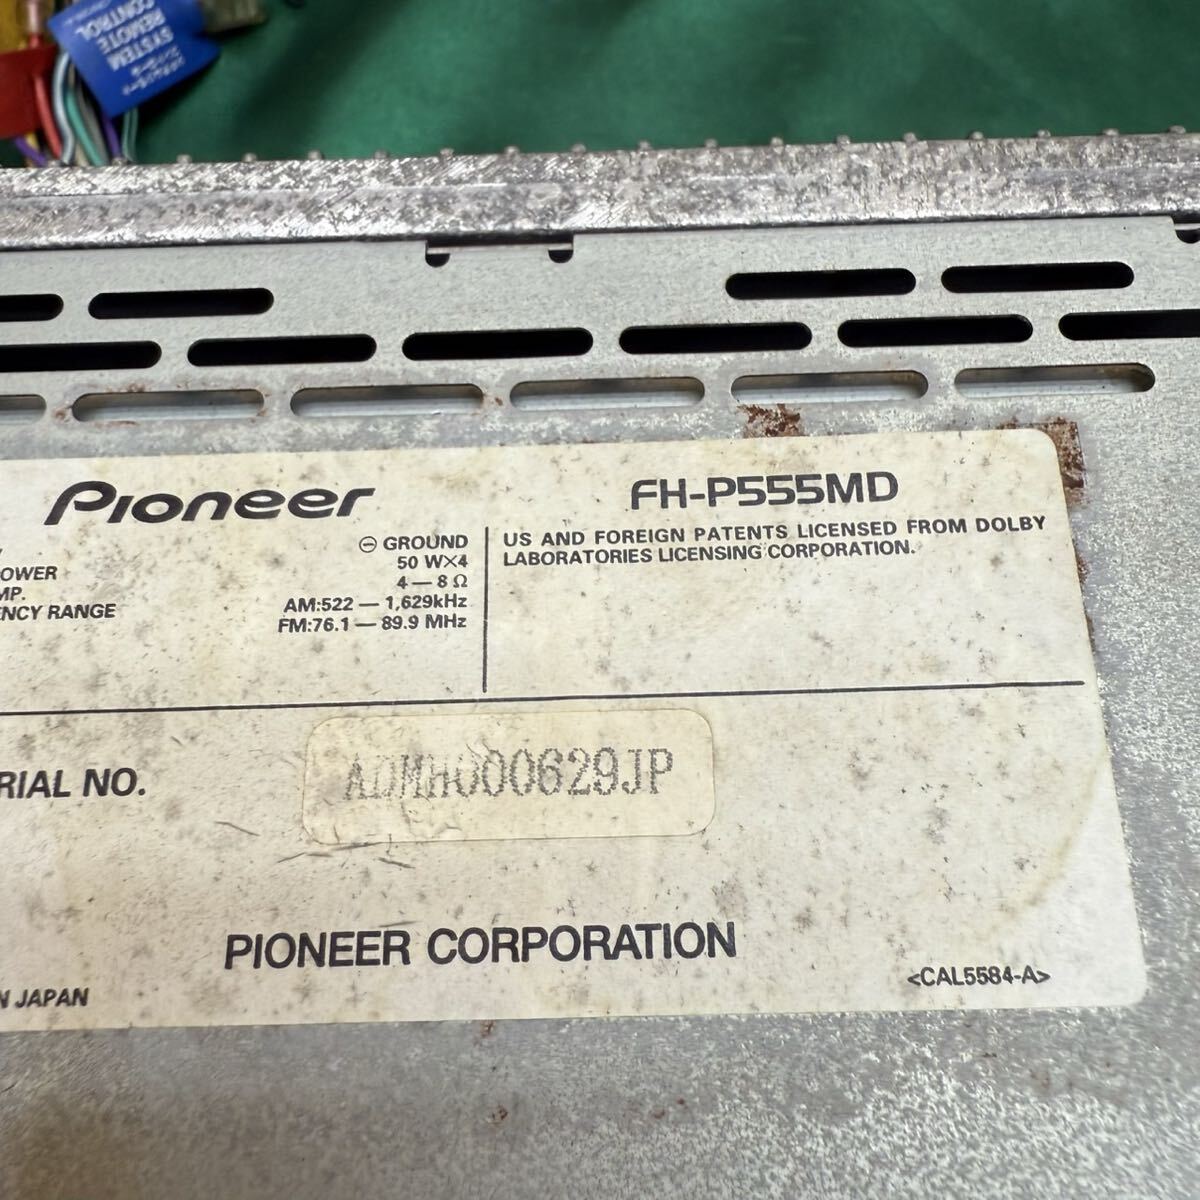 SYSTEM
REMOTE
CONTROL
Pioneer
FH-P555MD
⊖ GROUND
50 W×4
4 — 8 Ω
AM:522 — 1,629kHz
FM:76.1 — 89.9 MHz
OWER
MP.
ENCY RANGE
US AND FOREIGN PATENTS LICENSED FROM DOLBY
LABORATORIES LICENSING CORPORATION.
RIAL NO.
ADMH000629JP
PIONEER CORPORATION
<CAL5584-A>
N JAPAN